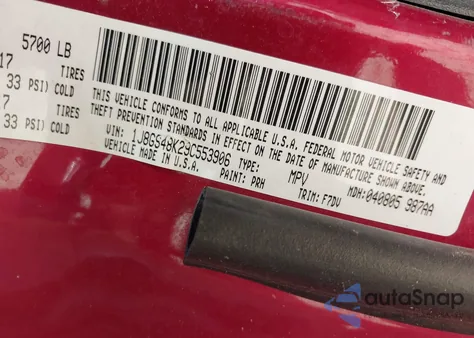 5700 LB
17 TIRES
33 PSI) COLD
7 TIRES
33 PSI) COLD
THIS VEHICLE CONFORMS TO ALL APPLICABLE U.S.A. FEDERAL MOTOR VEHICLE SAFETY AND
THEFT PREVENTION STANDARDS IN EFFECT ON THE DATE OF MANUFACTURE SHOWN ABOVE.
VIN: TYPE: MPV MDH: 040805 987AA
VEHICLE MADE IN U.S.A. PAINT: PRH TRIM: F7DU
autoSnap